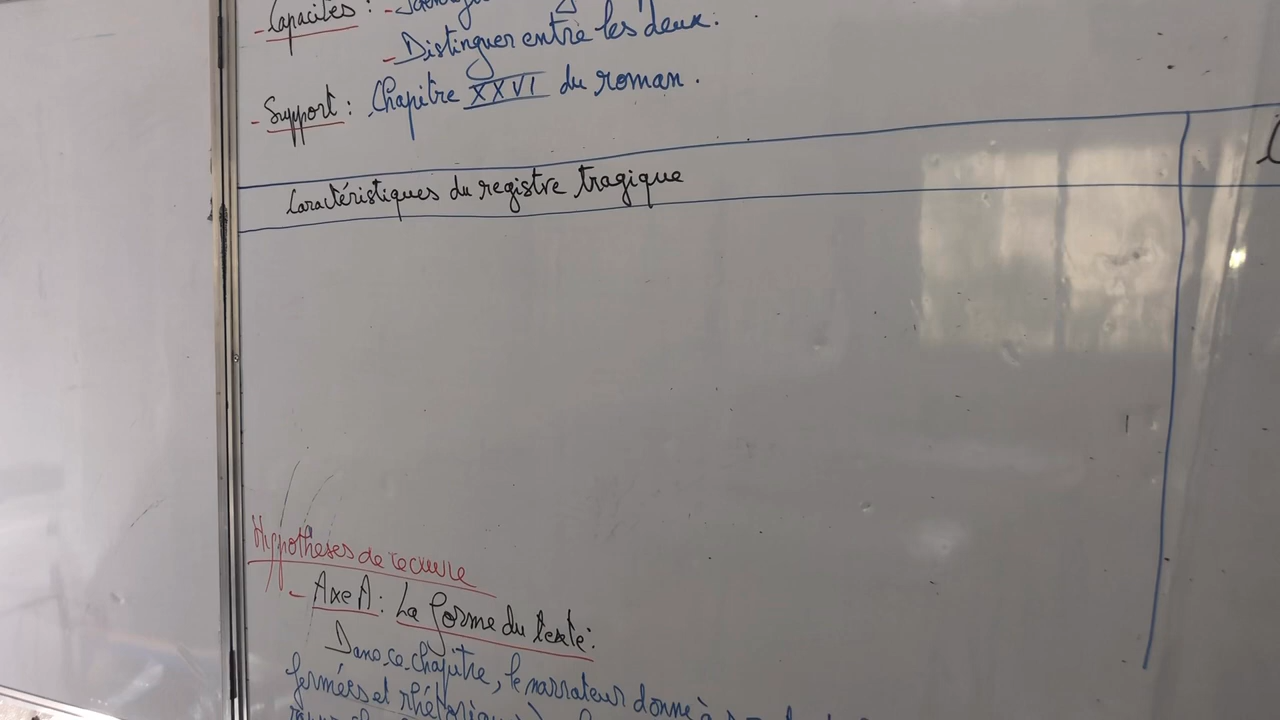 - Capacités : -
- Distinguer entre les deux.
- Support : Chapitre XXVI du roman.
Caractéristiques du registre tragique
Hypothèses de lecture
- Axe A : La forme du texte :
Dans ce chapitre, le narrateur donne à
fermées et rhétoriques